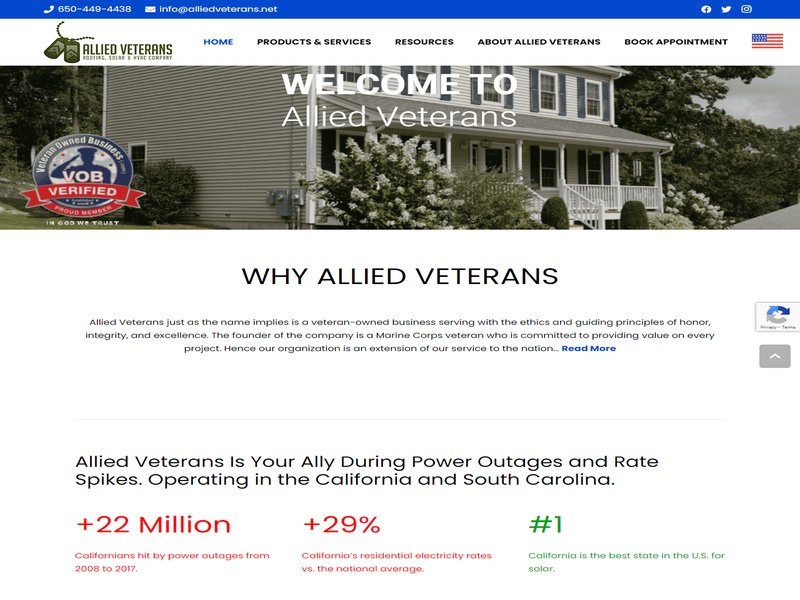 650-449-4438 info@alliedveterans.net
ALLIED VETERANS
ROOFING, SOLAR & HVAC COMPANY
HOME PRODUCTS & SERVICES RESOURCES ABOUT ALLIED VETERANS BOOK APPOINTMENT
WELCOME TO
Allied Veterans
Veteran Owned Business
VOB
VERIFIED
PROUD MEMBER
IN GOD WE TRUST
WHY ALLIED VETERANS
Allied Veterans just as the name implies is a veteran-owned business serving with the ethics and guiding principles of honor,
integrity, and excellence. The founder of the company is a Marine Corps veteran who is committed to providing value on every
project. Hence our organization is an extension of our service to the nation... Read More
Privacy - Terms
Allied Veterans Is Your Ally During Power Outages and Rate
Spikes. Operating in the California and South Carolina.
+22 Million
Californians hit by power outages from
2008 to 2017.
+29%
California's residential electricity rates
vs. the national average.
#1
California is the best state in the U.S. for
solar.